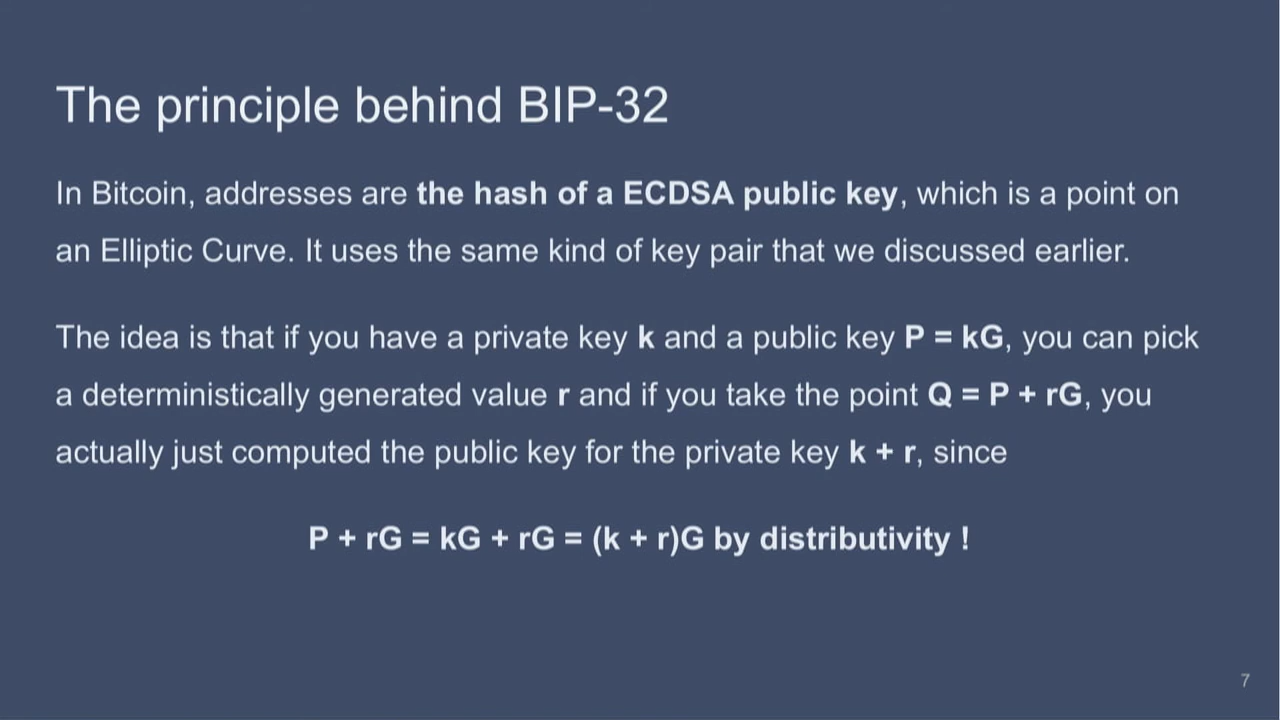 The principle behind BIP-32
In Bitcoin, addresses are the hash of a ECDSA public key, which is a point on
an Elliptic Curve. It uses the same kind of key pair that we discussed earlier.
The idea is that if you have a private key k and a public key P = kG, you can pick
a deterministically generated value r and if you take the point Q = P + rG, you
actually just computed the public key for the private key k + r, since
P + rG = kG + rG = (k + r)G by distributivity !
7